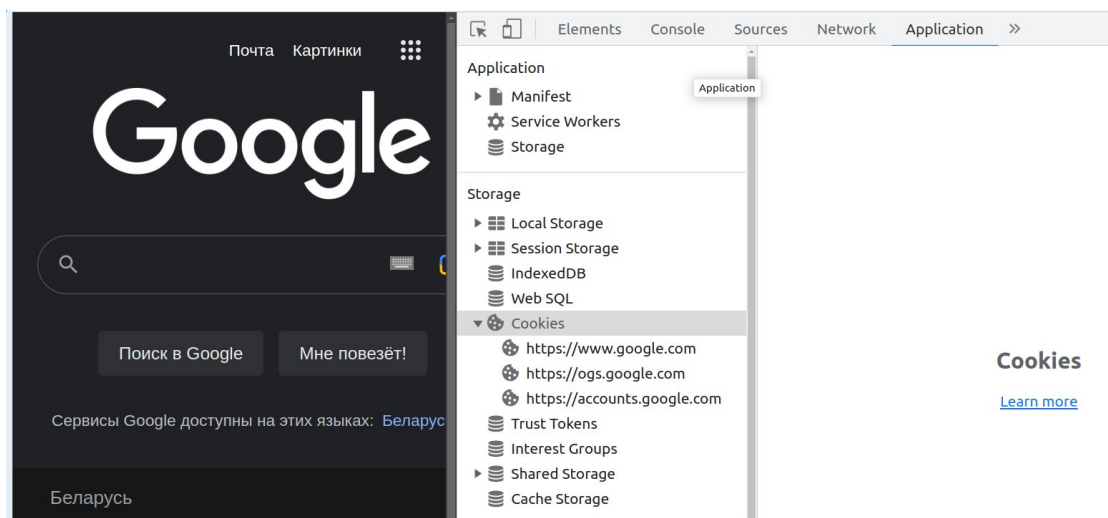 Почта Картинки
Google
Поиск в Google Мне повезёт!
Сервисы Google доступны на этих языках: Беларус
Беларусь
Elements Console Sources Network Application »
Application
Manifest
Service Workers
Storage
Application
Storage
Local Storage
Session Storage
IndexedDB
Web SQL
Cookies
https://www.google.com
https://ogs.google.com
https://accounts.google.com
Trust Tokens
Interest Groups
Shared Storage
Cache Storage
Cookies
Learn more